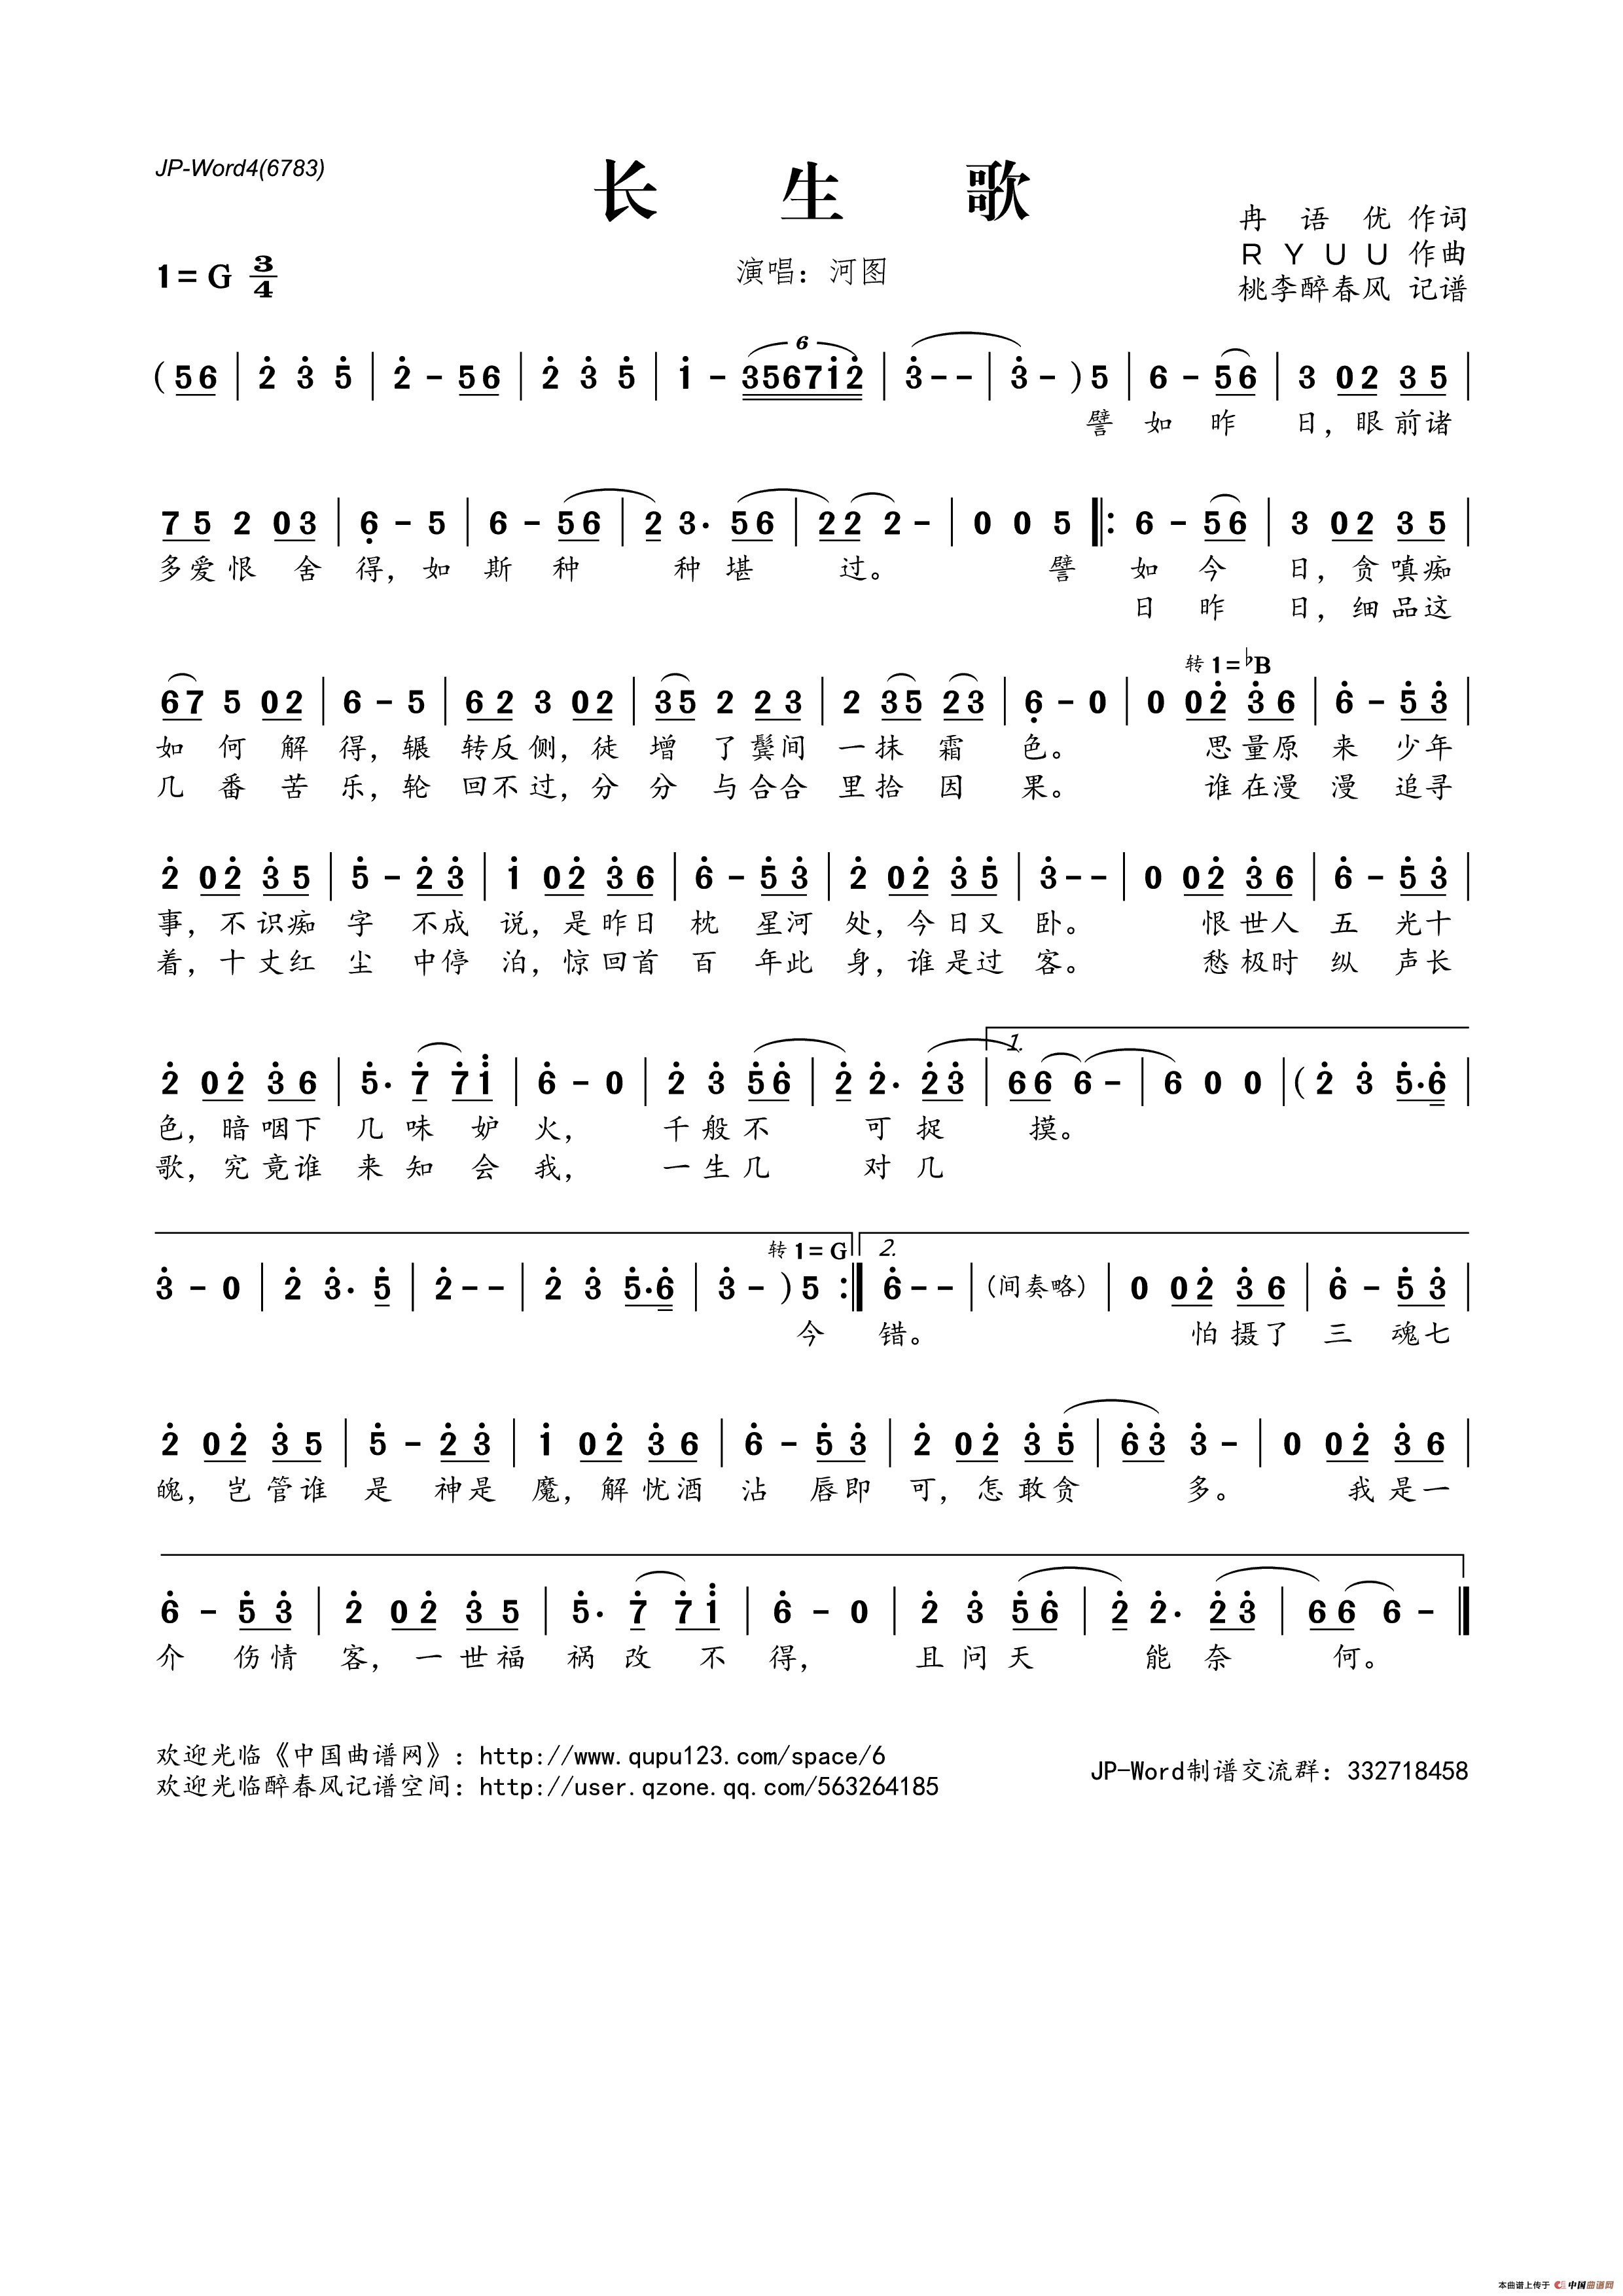 JP-Word4(6783)
长生歌
冉语优 作词
RYUU 作曲
1=G 3/4
演唱：河图
桃李醉春风 记谱
6
(56|2 3 5|2 - 56|2 3 5|1 - 356712|3 - -|3 - )5|6 - 56|3 02 35|
譬如昨日，眼前诸
75 2 03|6 - 5|6 - 56|2 3. 56|22 2 -|0 0 5|:6 - 56|3 02 35|
多爱恨舍得，如斯种种堪过。譬如今日，贪嗔痴
日昨日，细品这
转1=♭B
67 5 02|6 - 5|62 3 02|35 2 23|2 35 23|6 - 0|0 02 36|6 - 53|
如何解得，辗转反侧，徒增了鬓间一抹霜色。思量原来少年
几番苦乐，轮回不过，分分与合合里拾因果。谁在漫漫追寻
2 02 35|5 - 23|1 02 36|6 - 53|2 02 35|3 - -|0 02 36|6 - 53|
事，不识痴字不成说，是昨日枕星河处，今日又卧。恨世人五光十
着，十丈红尘中停泊，惊回首百年此身，谁是过客。愁极时纵声长
1.
2 02 36|5. 7 71|6 - 0|2 3 56|2 2. 23|66 6 -|6 0 0|(2 3 5.6|
色，暗咽下几味妒火，千般不可捉摸。
歌，究竟谁来知会我，一生几对几
转1=G 2.
3 - 0|2 3. 5|2 - -|2 3 5.6|3 - )5:|6 - -|(间奏略)|0 02 36|6 - 53|
今错。怕摄了三魂七
2 02 35|5 - 23|1 02 36|6 - 53|2 02 35|63 3 -|0 02 36|
魄，岂管谁是神是魔，解忧酒沾唇即可，怎敢贪多。我是一
6 - 53|2 02 35|5. 7 71|6 - 0|2 3 56|2 2. 23|66 6 -|
介伤情客，一世福祸改不得，且问天能奈何。
欢迎光临《中国曲谱网》：http://www.qupu123.com/space/6
欢迎光临醉春风记谱空间：http://user.qzone.qq.com/563264185
JP-Word制谱交流群：332718458
本曲谱上传于 中国曲谱网